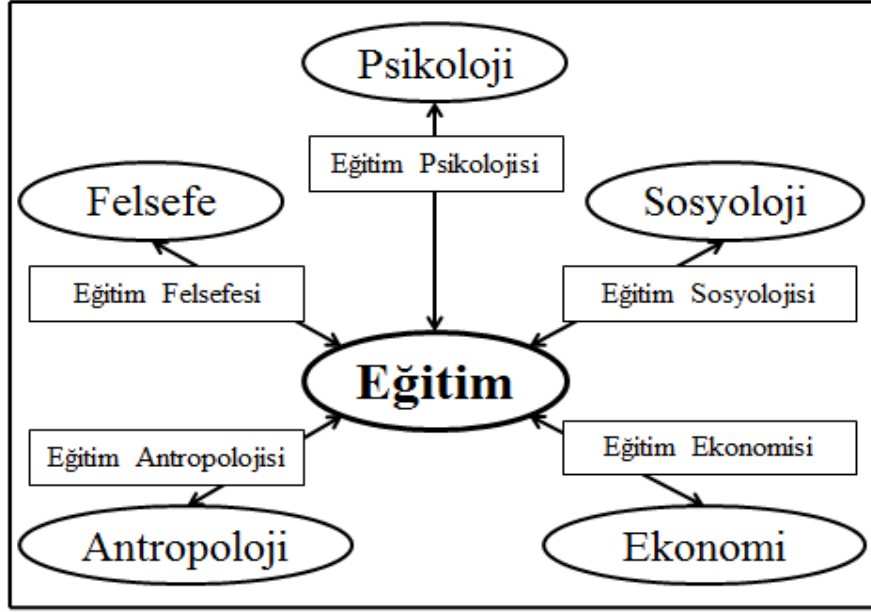 Psikoloji
Eğitim Psikolojisi
Felsefe
Sosyoloji
Eğitim Felsefesi
Eğitim Sosyolojisi
Eğitim
Eğitim Antropolojisi
Eğitim Ekonomisi
Antropoloji
Ekonomi